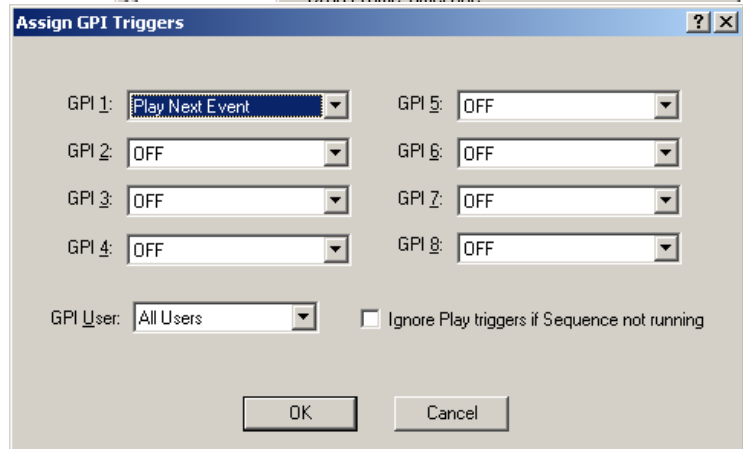 Assign GPI Triggers
GPI 1: Play Next Event GPI 5: OFF
GPI 2: OFF GPI 6: OFF
GPI 3: OFF GPI 7: OFF
GPI 4: OFF GPI 8: OFF
GPI User: All Users Ignore Play triggers if Sequence not running
OK Cancel